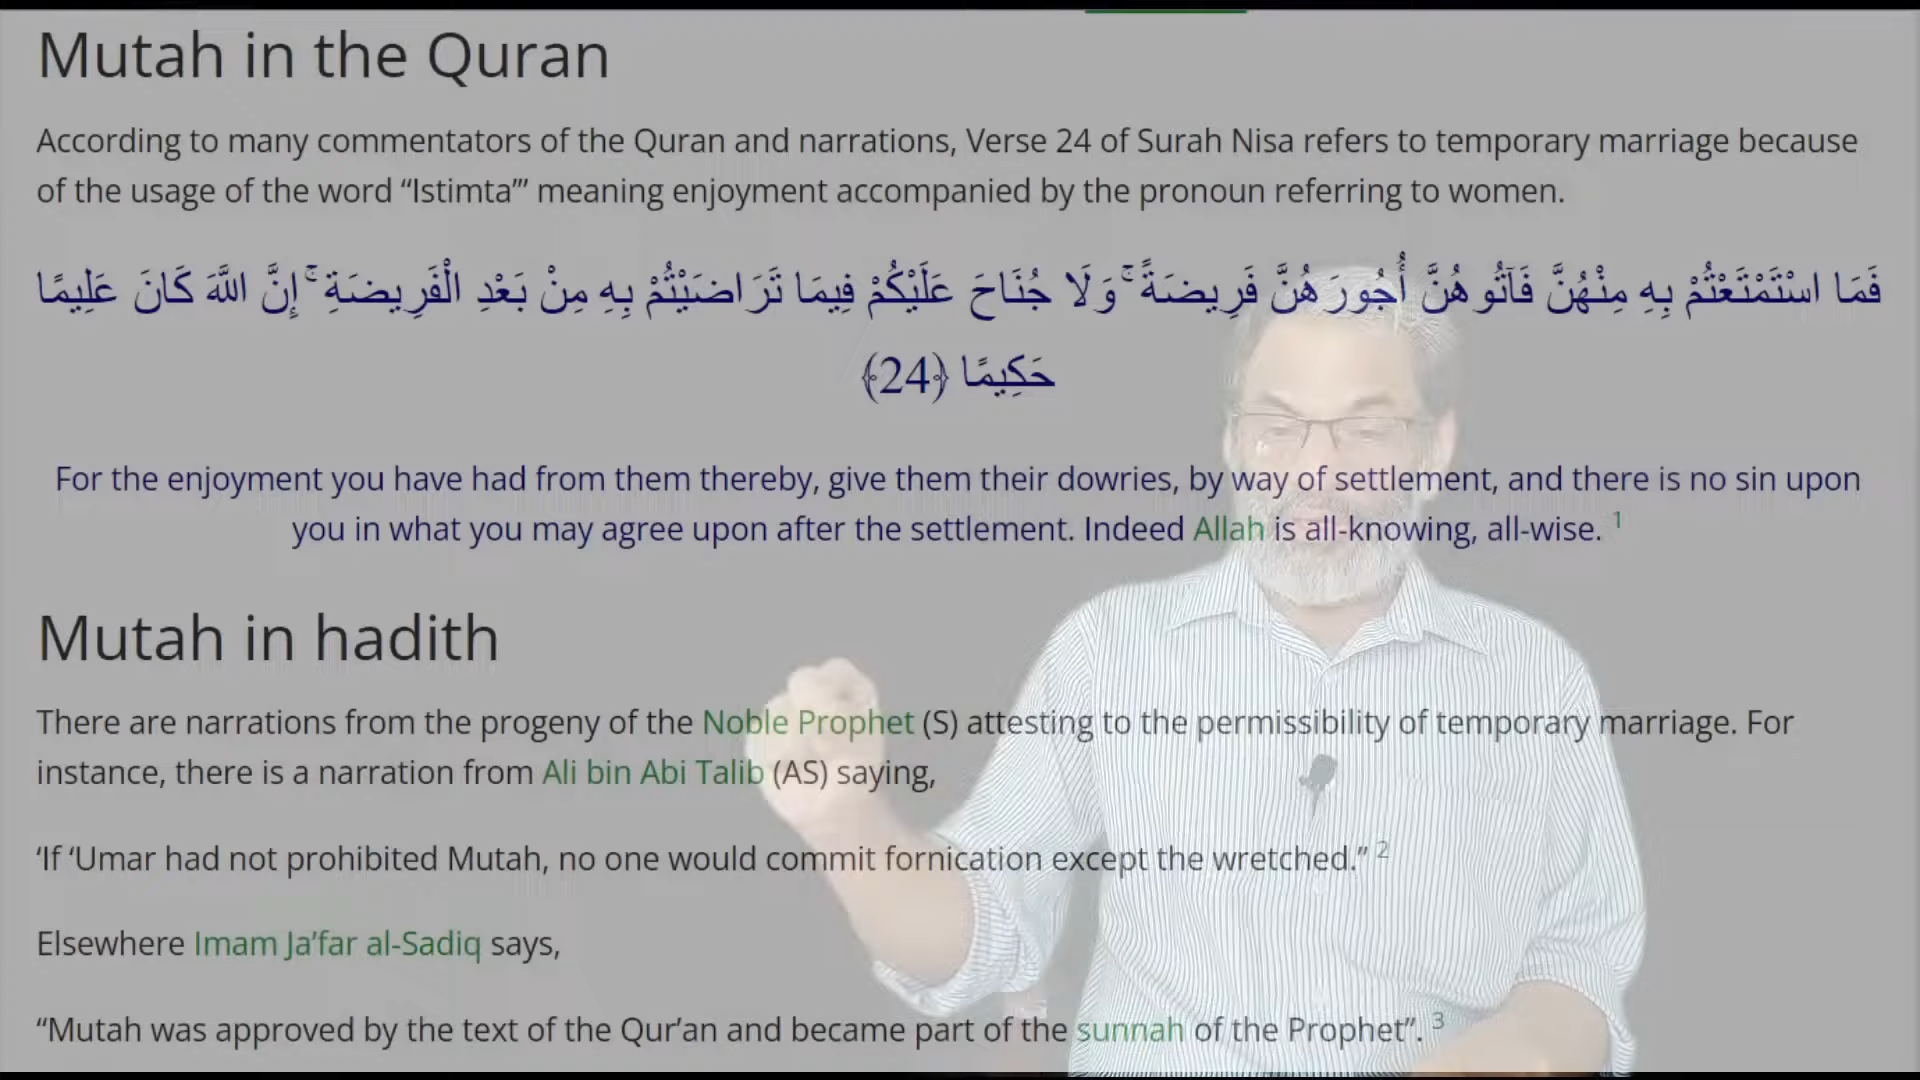 Mutah in the Quran
According to many commentators of the Quran and narrations, Verse 24 of Surah Nisa refers to temporary marriage because
of the usage of the word “Istimta’” meaning enjoyment accompanied by the pronoun referring to women.
فَمَا اسْتَمْتَعْتُمْ بِهِ مِنْهُنَّ فَآتُوهُنَّ أُجُورَهُنَّ فَرِيضَةً ۚ وَلَا جُنَاحَ عَلَيْكُمْ فِيمَا تَرَاضَيْتُمْ بِهِ مِنْ بَعْدِ الْفَرِيضَةِ ۚ إِنَّ اللَّهَ كَانَ عَلِيمًا
حَكِيمًا ﴿24﴾
For the enjoyment you have had from them thereby, give them their dowries, by way of settlement, and there is no sin upon
you in what you may agree upon after the settlement. Indeed Allah is all-knowing, all-wise. 1
Mutah in hadith
There are narrations from the progeny of the Noble Prophet (S) attesting to the permissibility of temporary marriage. For
instance, there is a narration from Ali bin Abi Talib (AS) saying,
‘If ‘Umar had not prohibited Mutah, no one would commit fornication except the wretched.” 2
Elsewhere Imam Ja’far al-Sadiq says,
“Mutah was approved by the text of the Qur’an and became part of the sunnah of the Prophet”. 3